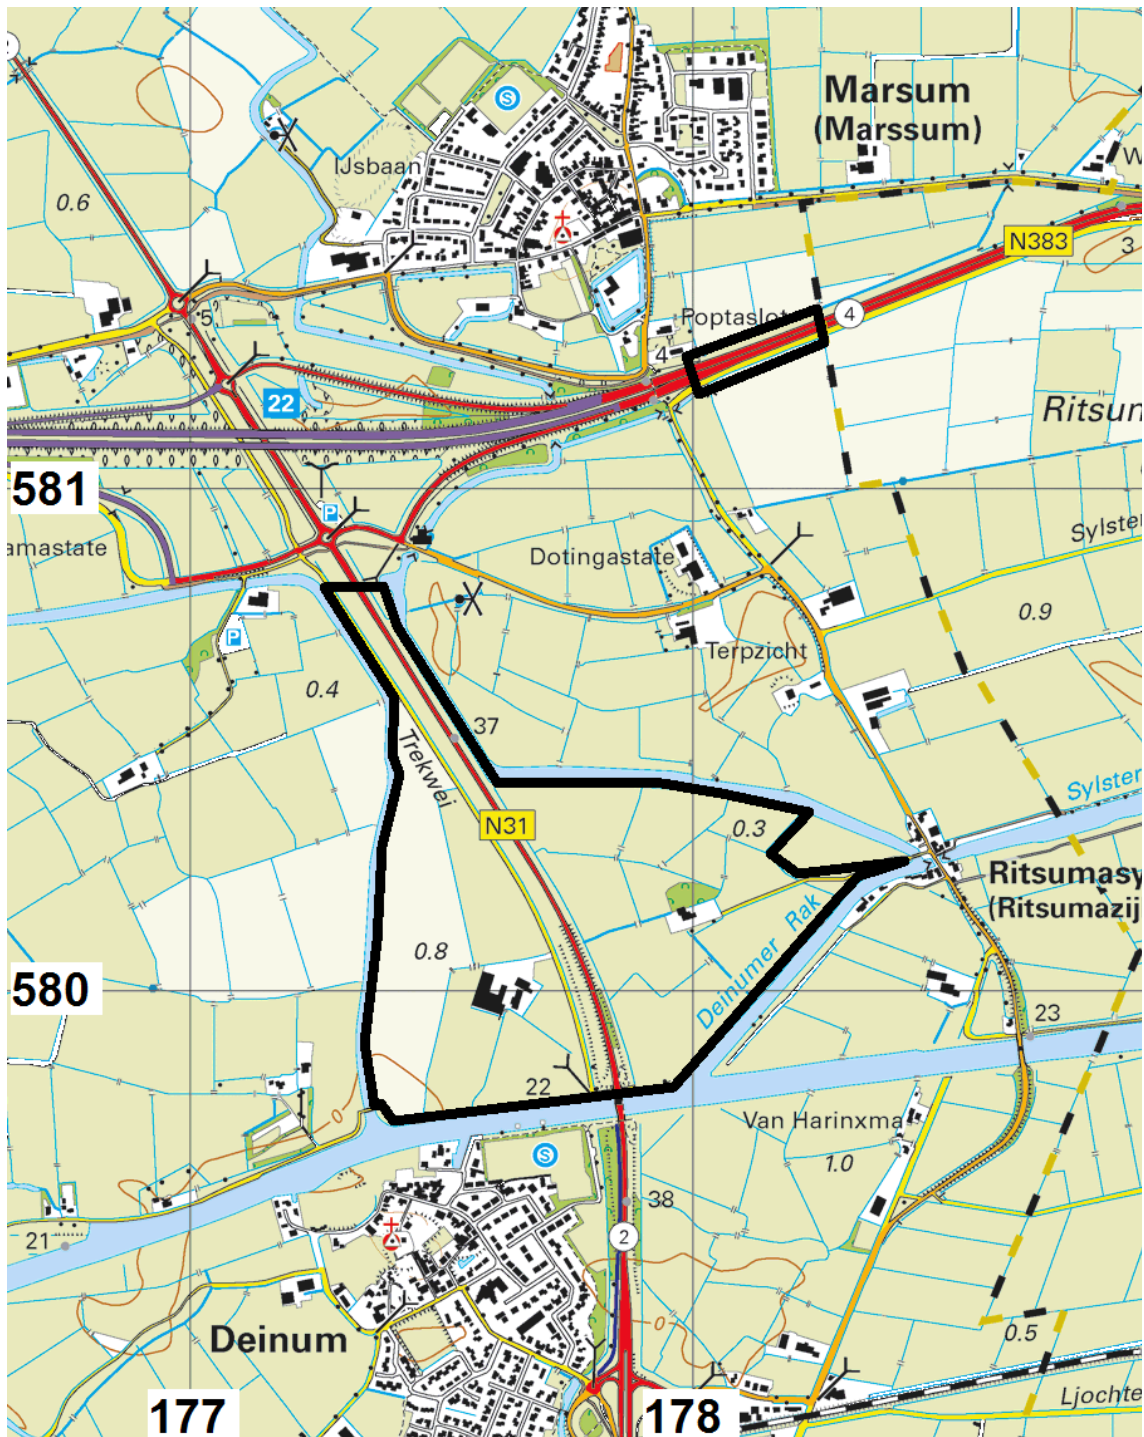 Marsum
(Marssum)
S
IJsbaan
0.6
N383
3
5
Poptaslot
4
4
22
Ritsum
581
P
Sylster
amastate
Dotingastate
0.9
P
Terpzicht
0.4
37
Trekwei
Sylster
N31
0.3
Ritsumasy
(Ritsumazijl
Deinumer Rak
0.8
580
23
22
Van Harinxma
S
1.0
38
21
2
Deinum
0.5
Ljochte
177
178